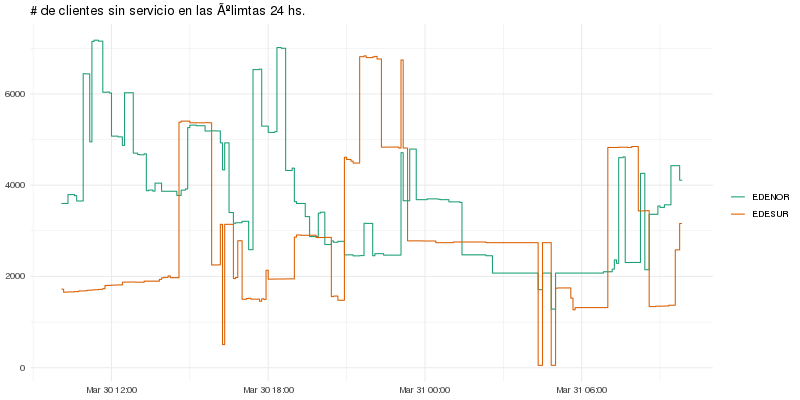 # de clientes sin servicio en las Ãºlimtas 24 hs.
6000
4000
2000
0
Mar 30 12:00
Mar 30 18:00
Mar 31 00:00
Mar 31 06:00
EDENOR
EDESUR